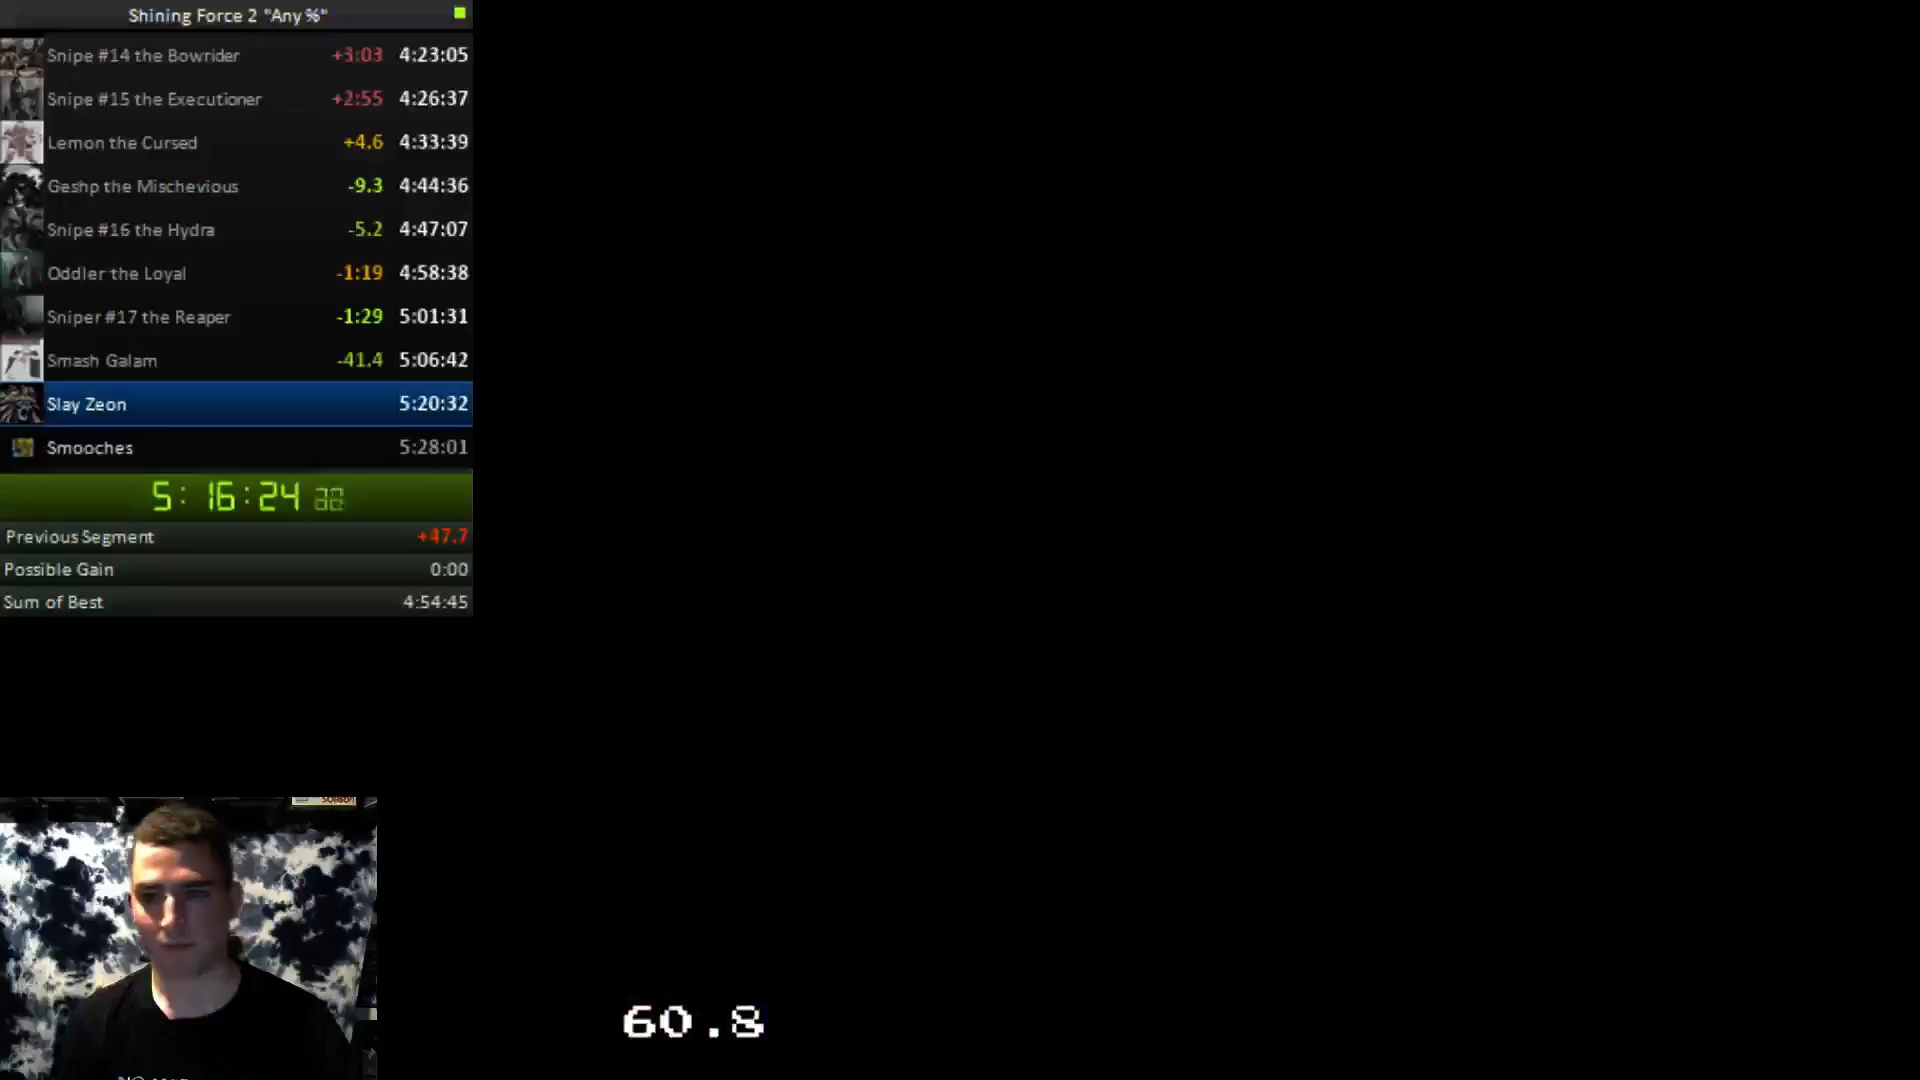 Shining Force 2 "Any %"
Snipe #14 the Bowrider +3:03 4:23:05
Snipe #15 the Executioner +2:55 4:26:37
Lemon the Cursed +4.6 4:33:39
Geshp the Mischevious -9.3 4:44:36
Snipe #16 the Hydra -5.2 4:47:07
Oddler the Loyal -1:19 4:58:38
Sniper #17 the Reaper -1:29 5:01:31
Smash Galam -41.4 5:06:42
Slay Zeon 5:20:32
Smooches 5:28:01
5:16:24
Previous Segment +47.7
Possible Gain 0:00
Sum of Best 4:54:45
60.8